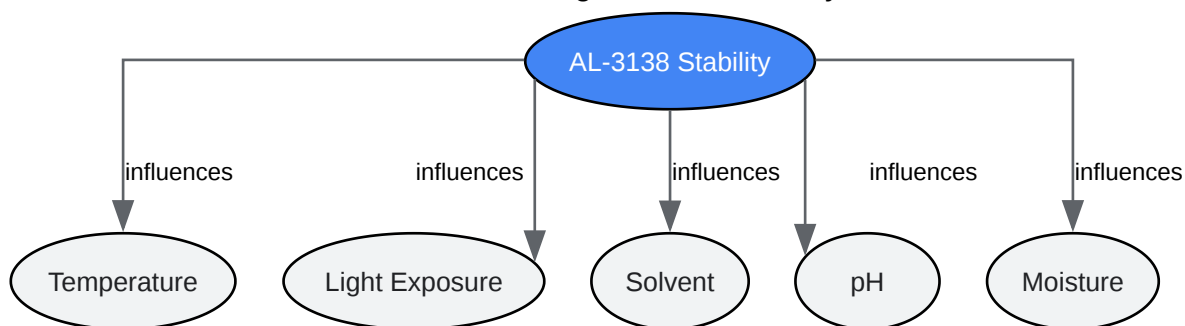 AL-3138 Stability
influences
influences
influences
influences
influences
Temperature
Light Exposure
Solvent
pH
Moisture